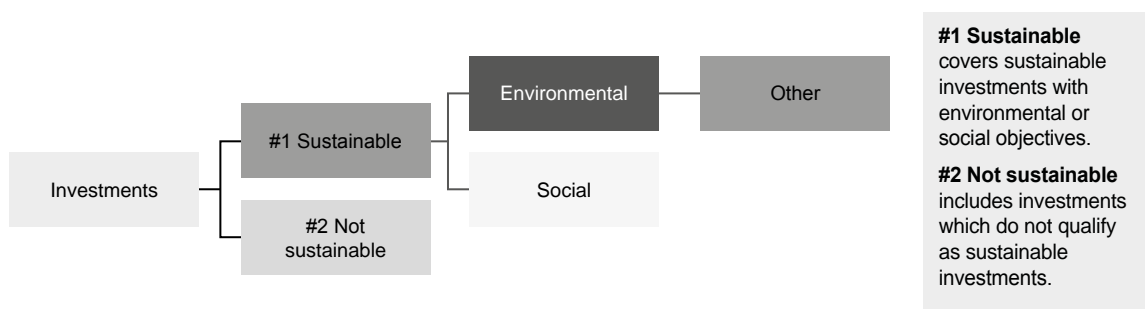 Investments
#1 Sustainable
#2 Not
sustainable
Environmental
Social
Other
#1 Sustainable
covers sustainable
investments with
environmental or
social objectives.
#2 Not sustainable
includes investments
which do not qualify
as sustainable
investments.